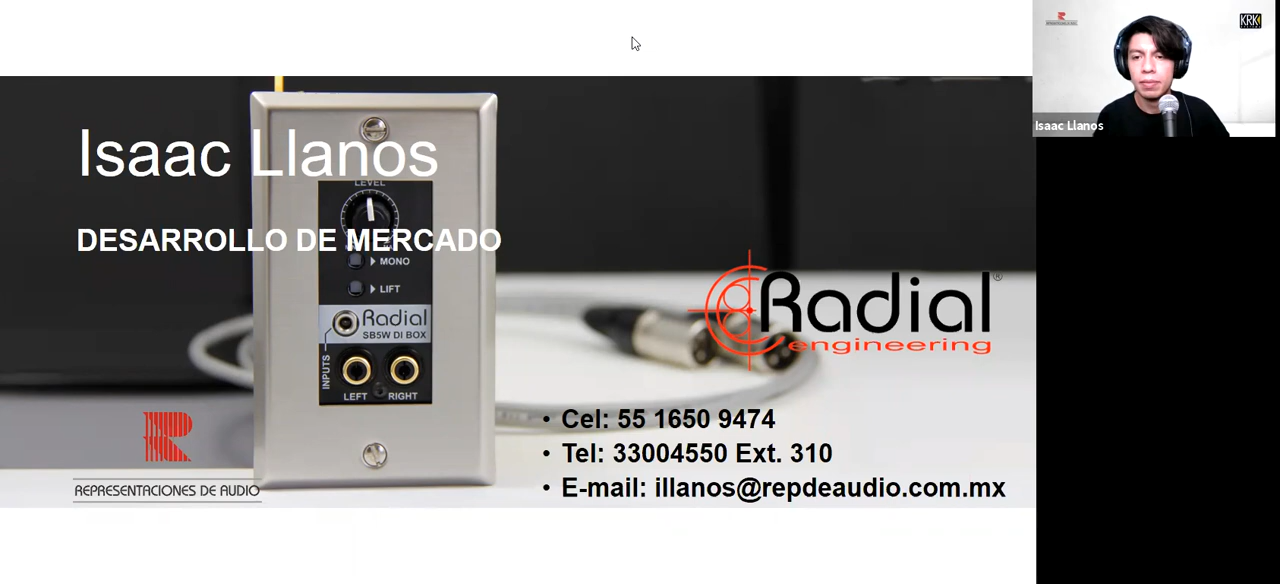 Isaac Llanos
DESARROLLO DE MERCADO
LEVEL
MONO
LIFT
Radial
SB5W DI BOX
INPUTS
LEFT RIGHT
Radial®
engineering
REPRESENTACIONES DE AUDIO
• Cel: 55 1650 9474
• Tel: 33004550 Ext. 310
• E-mail: illanos@repdeaudio.com.mx
KRK
Isaac Llanos